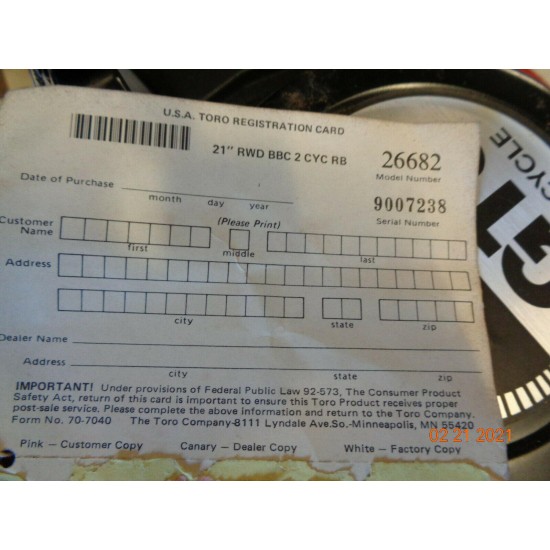 U.S.A. TORO REGISTRATION CARD
21" RWD BBC 2 CYC RB
26682
Model Number
Date of Purchase
month day year
9007238
Serial Number
Customer
Name
(Please Print)
first middle last
Address
city state zip
Dealer Name
Address
city state zip
IMPORTANT! Under provisions of Federal Public Law 92-573, The Consumer Product
Safety Act, return of this card is important to ensure this Toro Product receives proper
post-sale service. Please complete the above information and return to the Toro Company.
Form No. 70-7040 The Toro Company-8111 Lyndale Ave.So.-Minneapolis, MN 55420
Pink - Customer Copy Canary - Dealer Copy White - Factory Copy
02 21 2021
YCLE